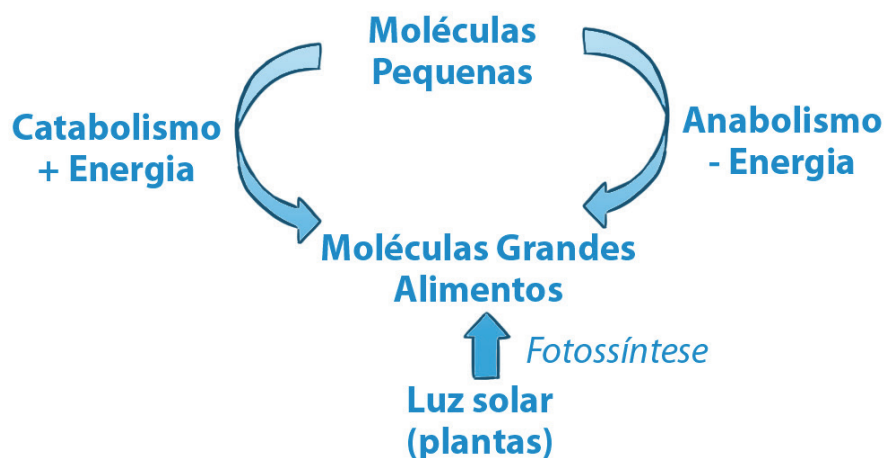 Moléculas
Pequenas
Catabolismo
+ Energia
Anabolismo
- Energia
Moléculas Grandes
Alimentos
Fotossíntese
Luz solar
(plantas)